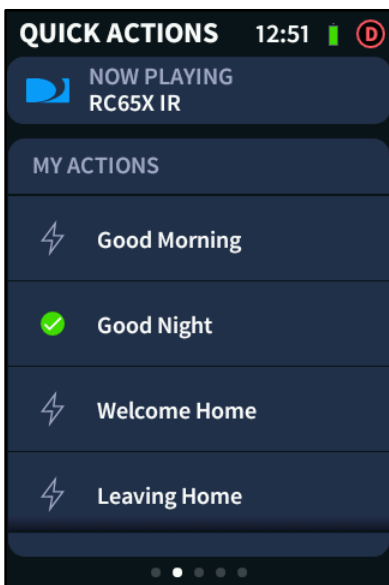 QUICK ACTIONS 12:51 D
NOW PLAYING
RC65X IR
MY ACTIONS
Good Morning
Good Night
Welcome Home
Leaving Home